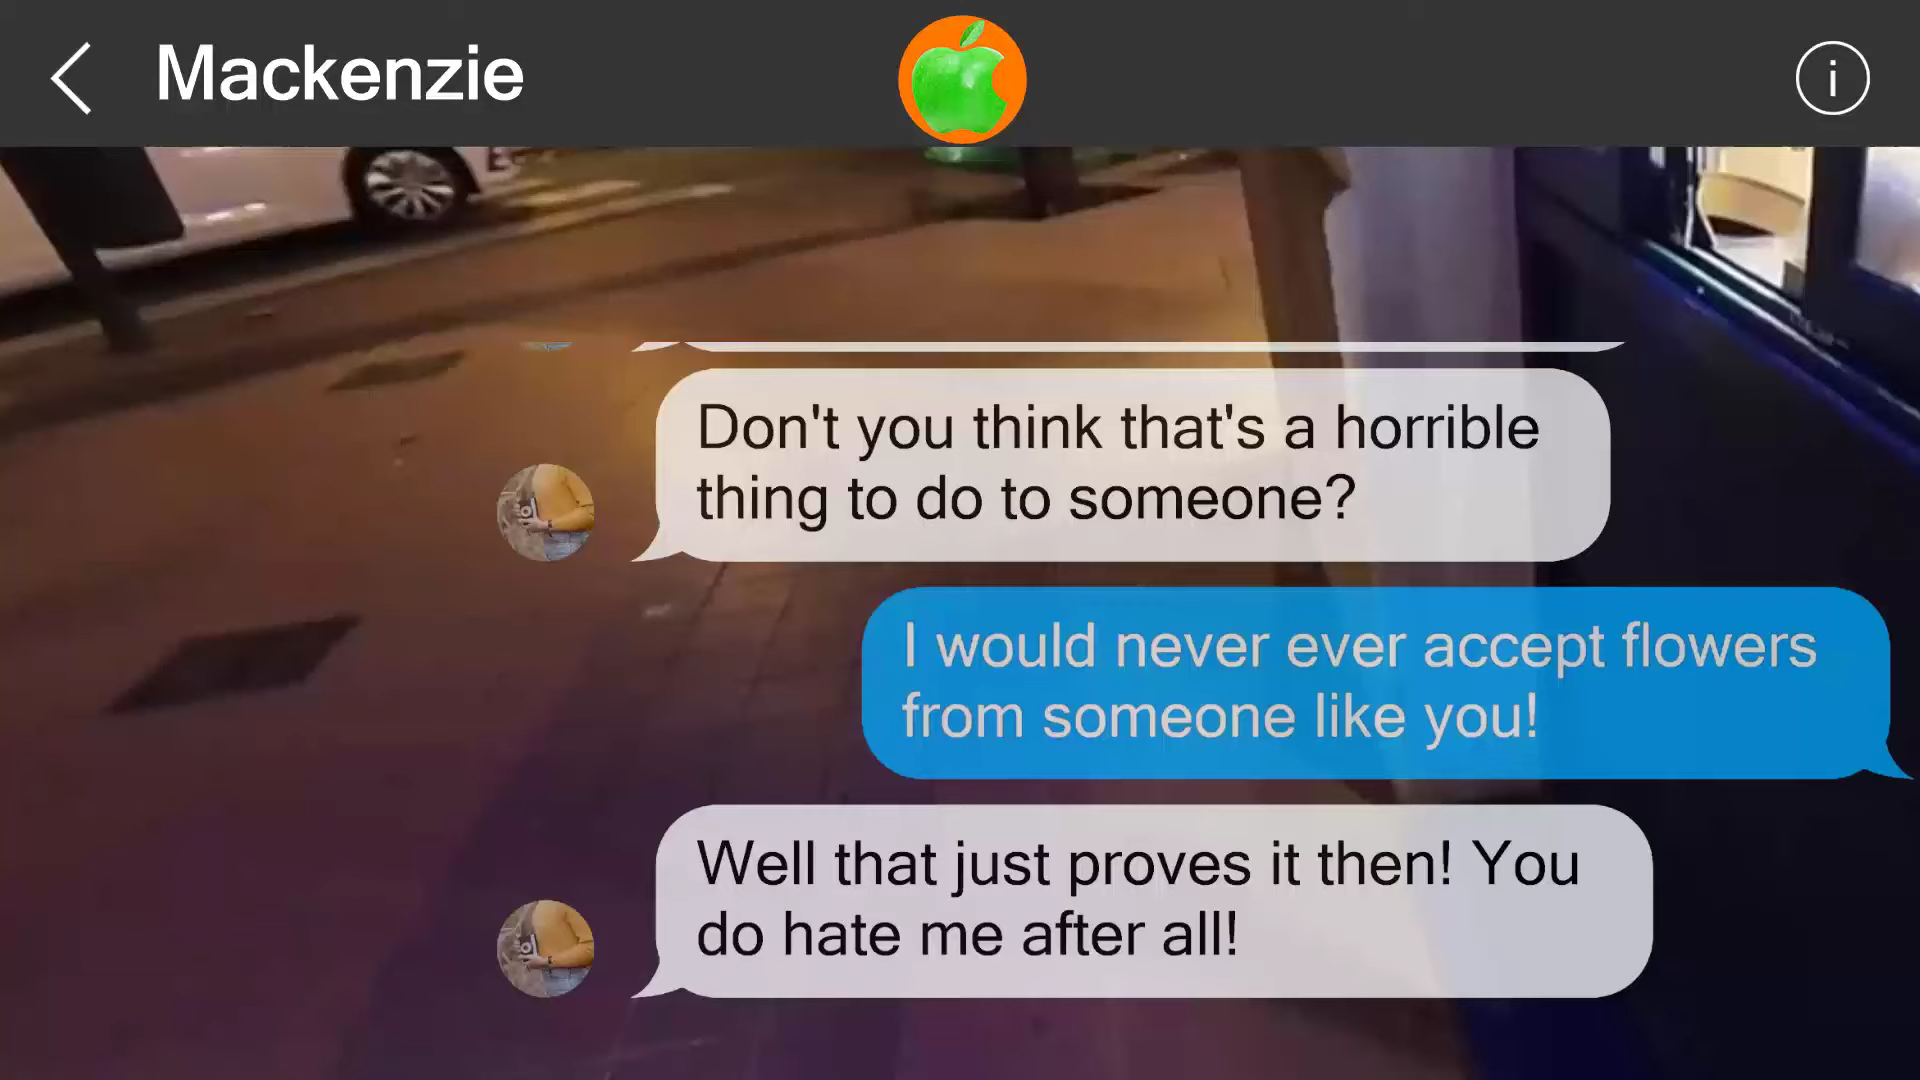 Mackenzie
Don't you think that's a horrible
thing to do to someone?
I would never ever accept flowers
from someone like you!
Well that just proves it then! You
do hate me after all!